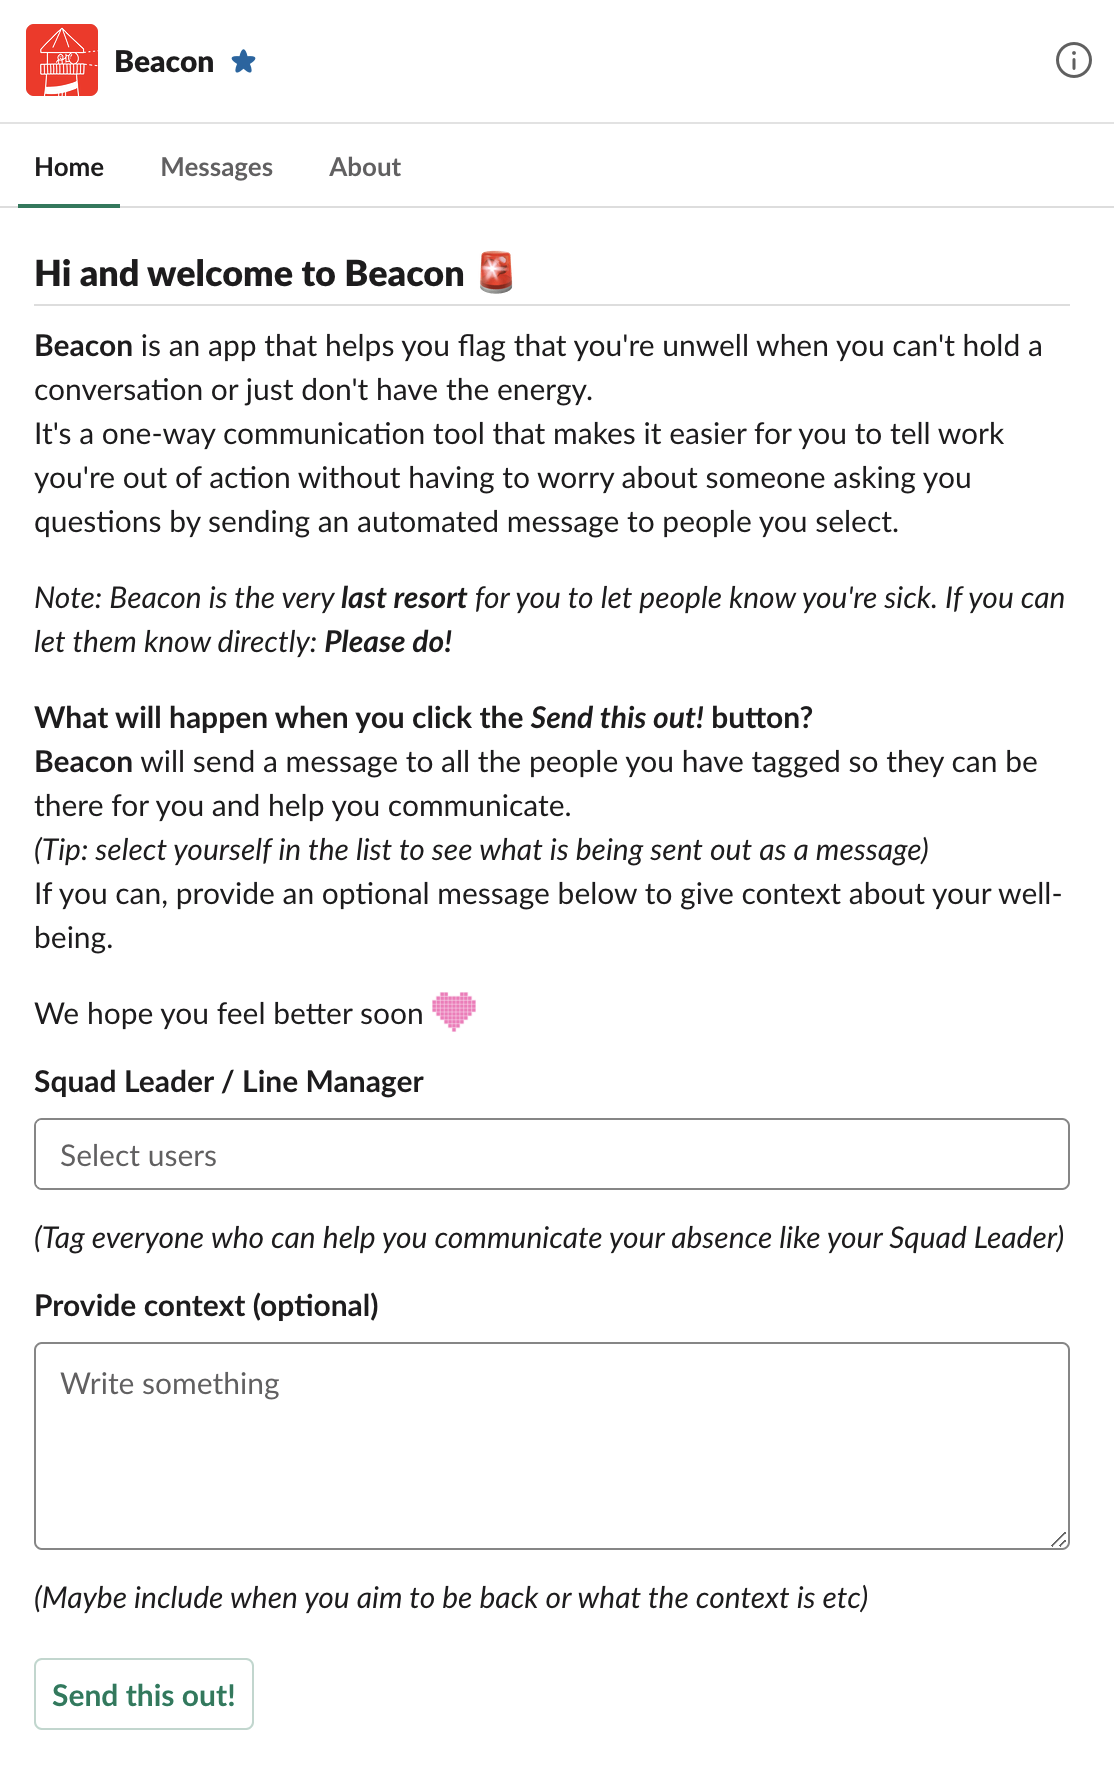 Beacon
Home Messages About
Hi and welcome to Beacon
Beacon is an app that helps you flag that you're unwell when you can't hold a
conversation or just don't have the energy.
It's a one-way communication tool that makes it easier for you to tell work
you're out of action without having to worry about someone asking you
questions by sending an automated message to people you select.
Note: Beacon is the very last resort for you to let people know you're sick. If you can
let them know directly: Please do!
What will happen when you click the Send this out! button?
Beacon will send a message to all the people you have tagged so they can be
there for you and help you communicate.
(Tip: select yourself in the list to see what is being sent out as a message)
If you can, provide an optional message below to give context about your well-
being.
We hope you feel better soon
Squad Leader / Line Manager
Select users
(Tag everyone who can help you communicate your absence like your Squad Leader)
Provide context (optional)
Write something
(Maybe include when you aim to be back or what the context is etc)
Send this out!